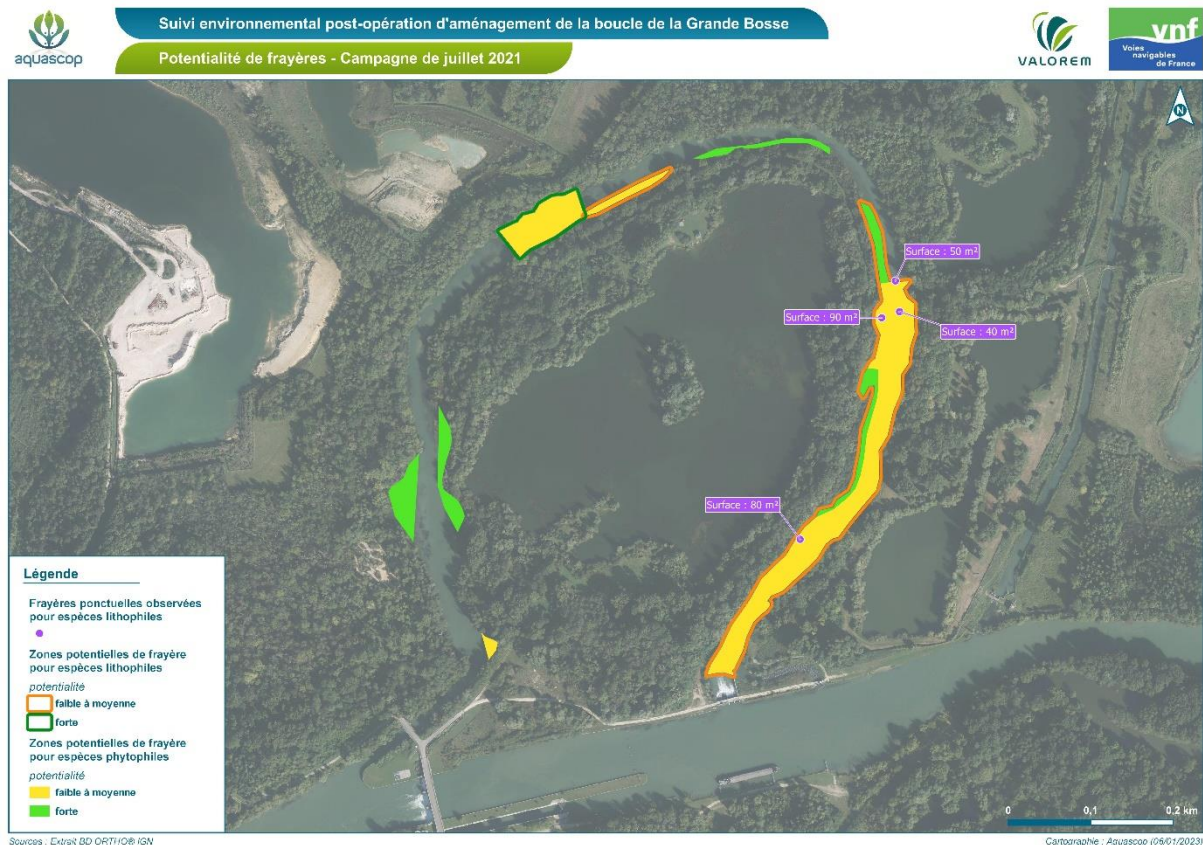 aquascop
Suivi environnemental post-opération d'aménagement de la boucle de la Grande Bosse
Potentialité de frayères - Campagne de juillet 2021
VALOREM
vnf
Voies
navigables
de France
N
Surface : 50 m²
Surface : 90 m²
Surface : 40 m²
Surface : 80 m²
Légende
Frayères ponctuelles observées
pour espèces lithophiles
Zones potentielles de frayère
pour espèces lithophiles
potentialité
faible à moyenne
forte
Zones potentielles de frayère
pour espèces phytophiles
potentialité
faible à moyenne
forte
0 0,1 0,2 km
Sources : Extrait BD ORTHO® IGN
Cartographie : Aquascop (06/01/2023)